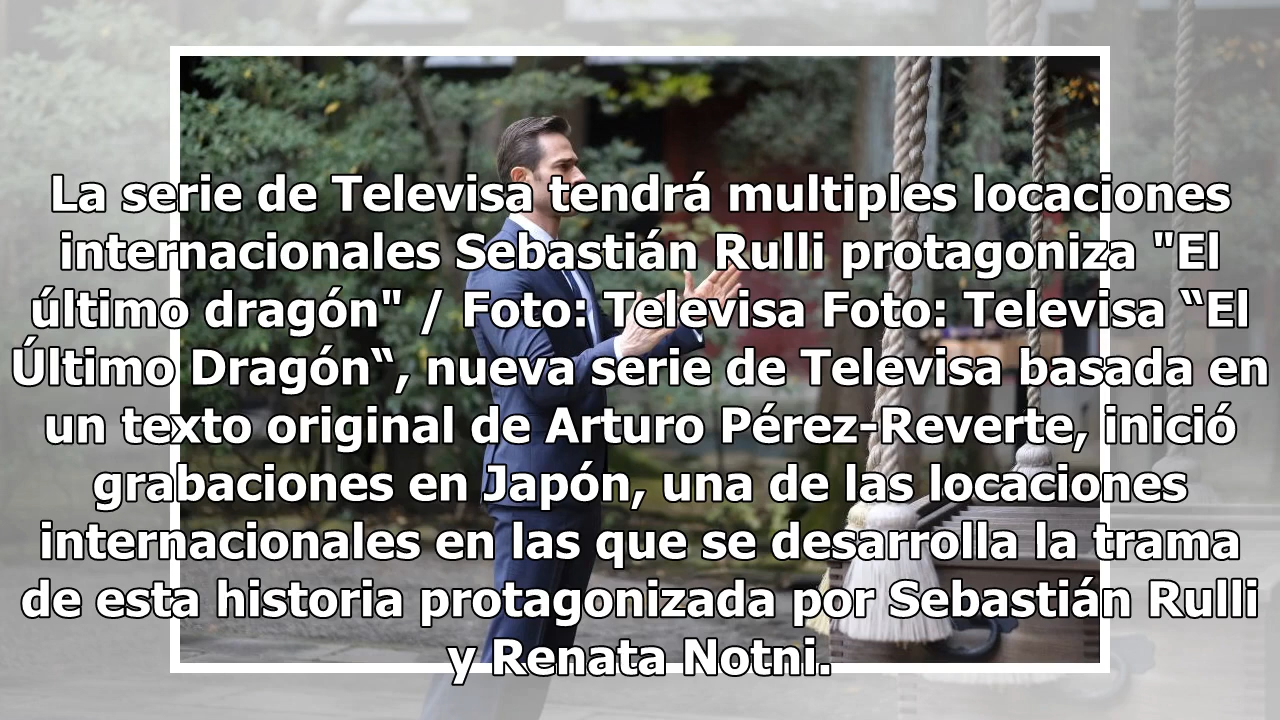 La serie de Televisa tendrá multiples locaciones
internacionales Sebastián Rulli protagoniza "El
último dragón" / Foto: Televisa Foto: Televisa “El
Último Dragón“, nueva serie de Televisa basada en
un texto original de Arturo Pérez-Reverte, inició
grabaciones en Japón, una de las locaciones
internacionales en las que se desarrolla la trama
de esta historia protagonizada por Sebastián Rulli
y Renata Notni.